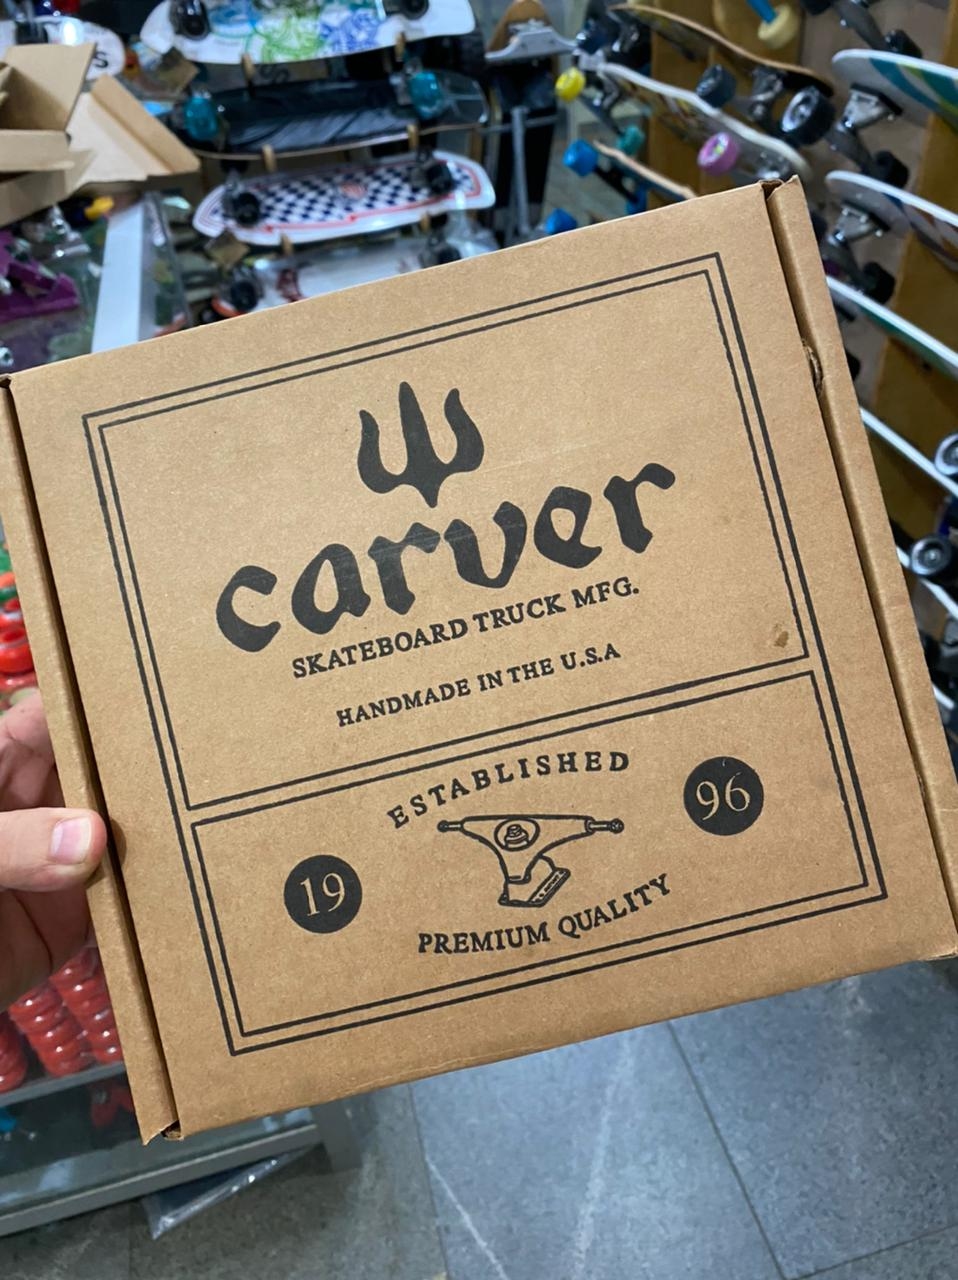 carver
SKATEBOARD TRUCK MFG.
HANDMADE IN THE U.S.A
ESTABLISHED
19
96
PREMIUM QUALITY